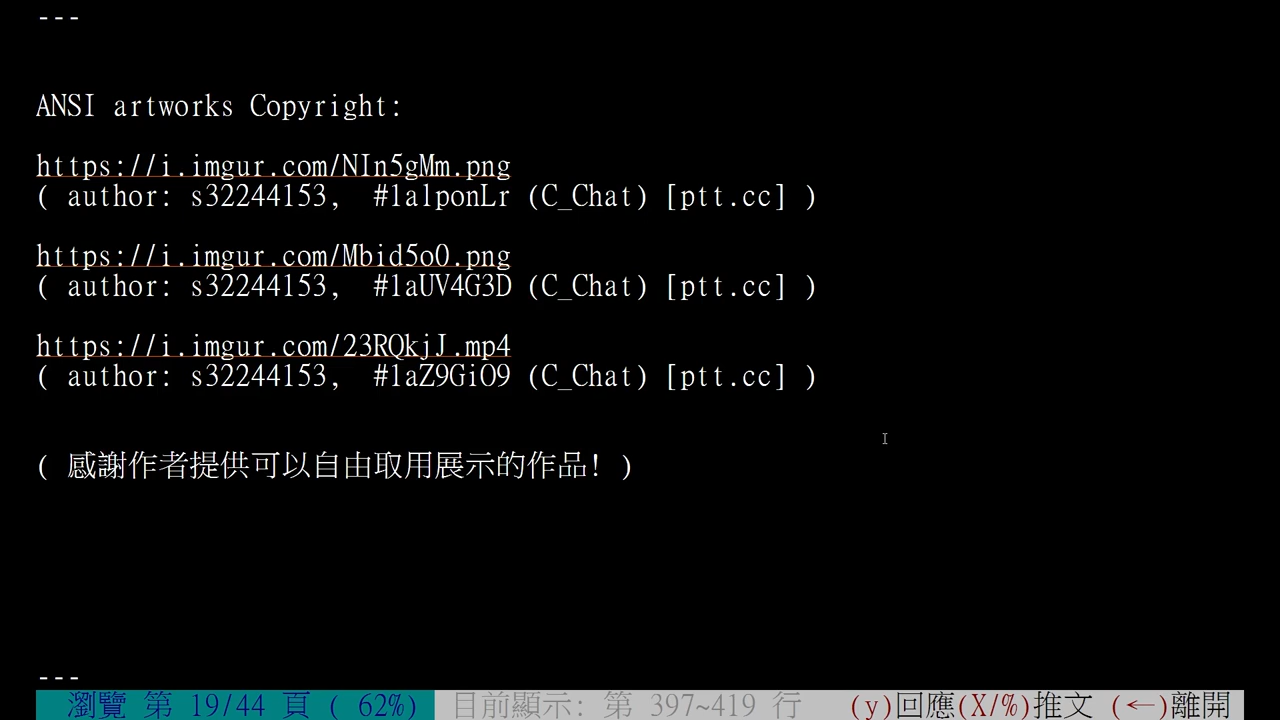 ---
ANSI artworks Copyright:
https://i.imgur.com/NIn5gMm.png
( author: s32244153,  #1alponLr (C_Chat) [ptt.cc] )
https://i.imgur.com/Mbid5oO.png
( author: s32244153,  #1aUV4G3D (C_Chat) [ptt.cc] )
https://i.imgur.com/23RQkjJ.mp4
( author: s32244153,  #1aZ9GiO9 (C_Chat) [ptt.cc] )
( 感謝作者提供可以自由取用展示的作品! )
---
瀏覽 第 19/44 頁 ( 62%) 目前顯示: 第 397~419 行 (y)回應(X/%)推文 (←)離開